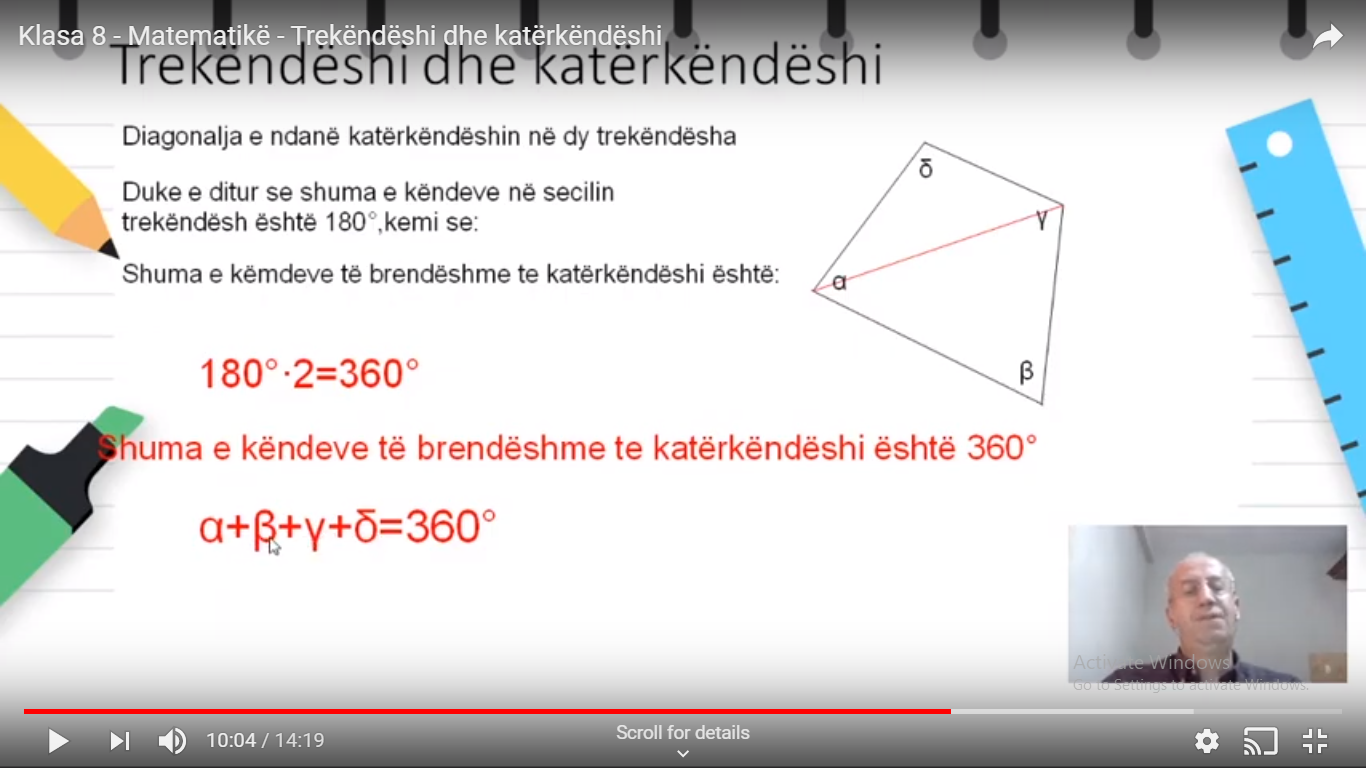 Klasa 8 - Matematikë - Trekëndëshi dhe katërkëndëshi
Trekëndëshi dhe katërkëndëshi
Diagonalja e ndanë katërkëndëshin në dy trekëndësha
Duke e ditur se shuma e këndeve në secilin
trekëndësh është 180°,kemi se:
Shuma e këmdeve të brendëshme te katërkëndëshi është:
δ
γ
α
β
180°·2=360°
Shuma e këndeve të brendëshme te katërkëndëshi është 360°
α+β+γ+δ=360°
Activate Windows
Go to Settings to activate Windows.
10:04 / 14:19
Scroll for details